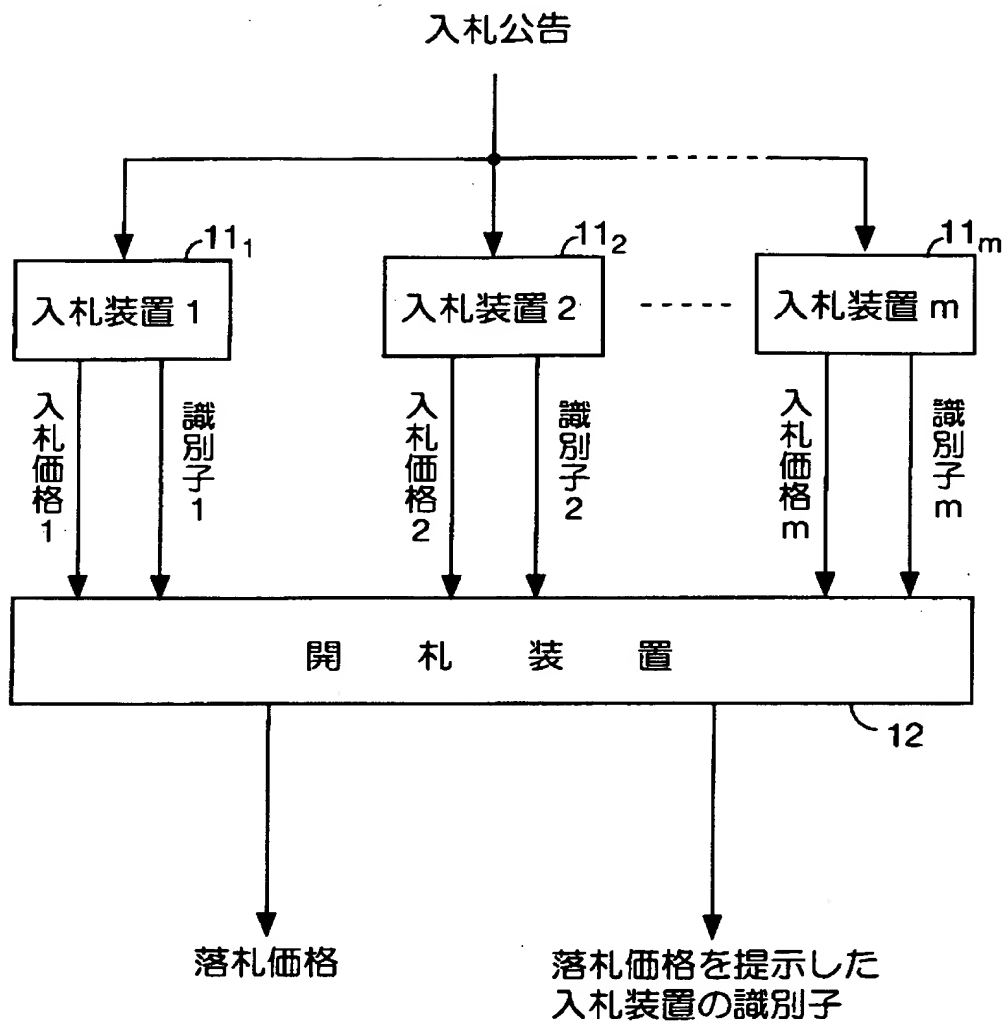 入札公告
11₁
11₂
11m
入札装置 1
入札装置 2
入札装置 m
入札価格1
識別子1
入札価格2
識別子2
入札価格m
識別子m
開札装置
12
落札価格
落札価格を提示した
入札装置の識別子